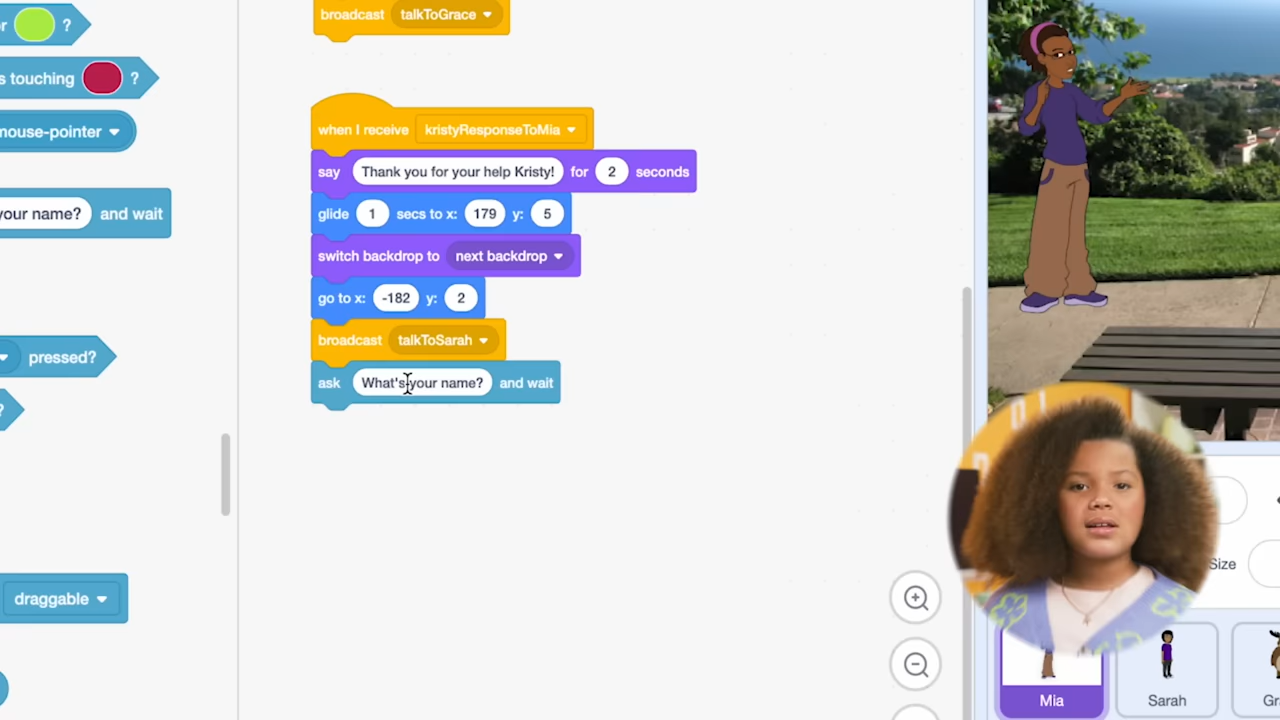 broadcast talkToGrace
or ?
s touching ?
when I receive kristyResponseToMia
mouse-pointer
say Thank you for your help Kristy! for 2 seconds
your name? and wait
glide 1 secs to x: 179 y: 5
switch backdrop to next backdrop
go to x: -182 y: 2
broadcast talkToSarah
pressed?
ask What's your name? and wait
?
Size
draggable
Mia
Sarah
Gr